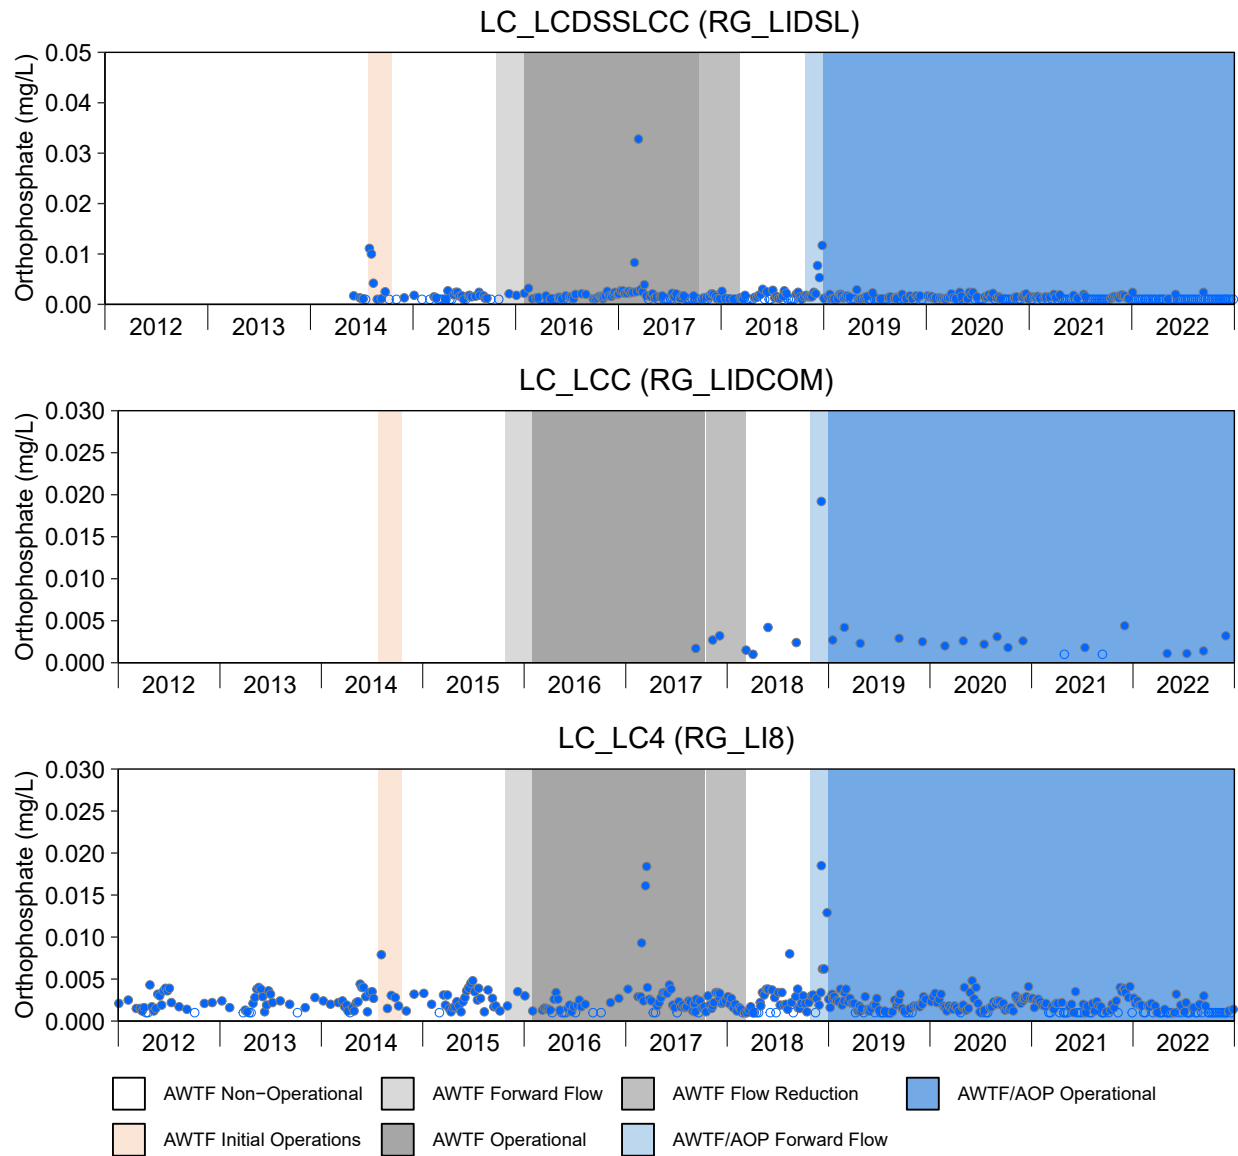 LC_LCDSSLCC (RG_LIDSL)
Orthophosphate (mg/L)
0.05
0.04
0.03
0.02
0.01
0.00
2012 2013 2014 2015 2016 2017 2018 2019 2020 2021 2022
LC_LCC (RG_LIDCOM)
Orthophosphate (mg/L)
0.030
0.025
0.020
0.015
0.010
0.005
0.000
2012 2013 2014 2015 2016 2017 2018 2019 2020 2021 2022
LC_LC4 (RG_LI8)
Orthophosphate (mg/L)
0.030
0.025
0.020
0.015
0.010
0.005
0.000
2012 2013 2014 2015 2016 2017 2018 2019 2020 2021 2022
AWTF Non−Operational AWTF Forward Flow AWTF Flow Reduction AWTF/AOP Operational
AWTF Initial Operations AWTF Operational AWTF/AOP Forward Flow